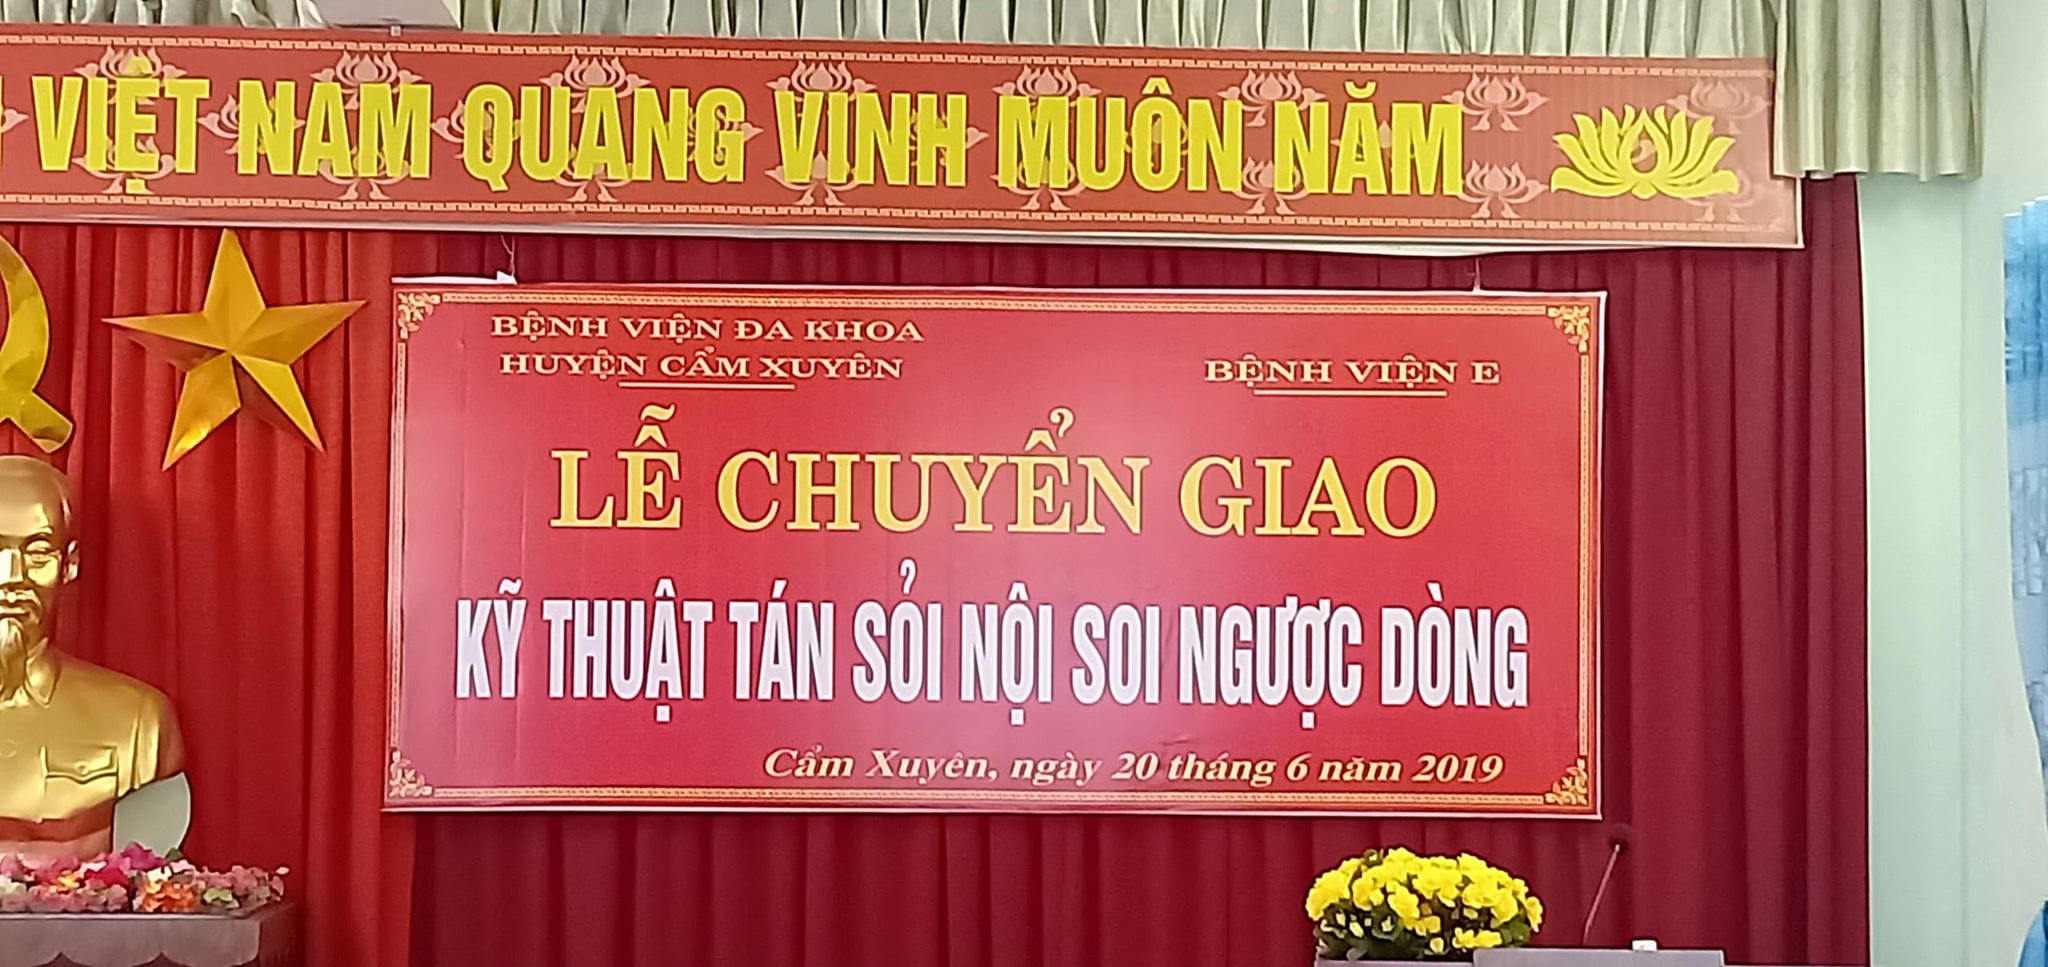 VIỆT NAM QUANG VINH MUÔN NĂM
BỆNH VIỆN ĐA KHOA
HUYỆN CẨM XUYÊN
BỆNH VIỆN E
LỄ CHUYỂN GIAO
KỸ THUẬT TÁN SỎI NỘI SOI NGƯỢC DÒNG
Cẩm Xuyên, ngày 20 tháng 6 năm 2019